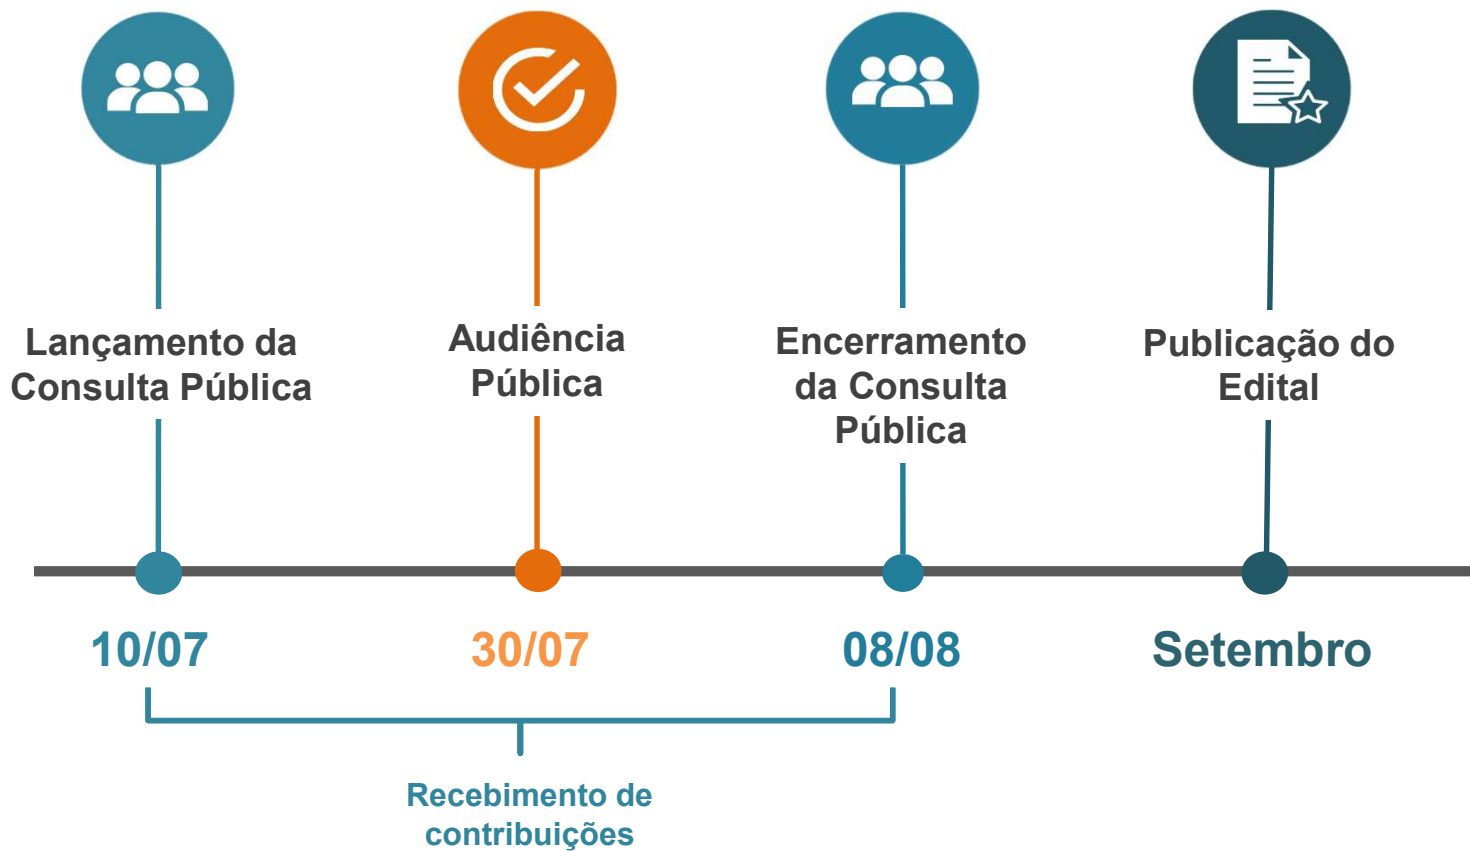 Lançamento da
Consulta Pública
Audiência
Pública
Encerramento
da Consulta
Pública
Publicação do
Edital
10/07
30/07
08/08
Setembro
Recebimento de
contribuições